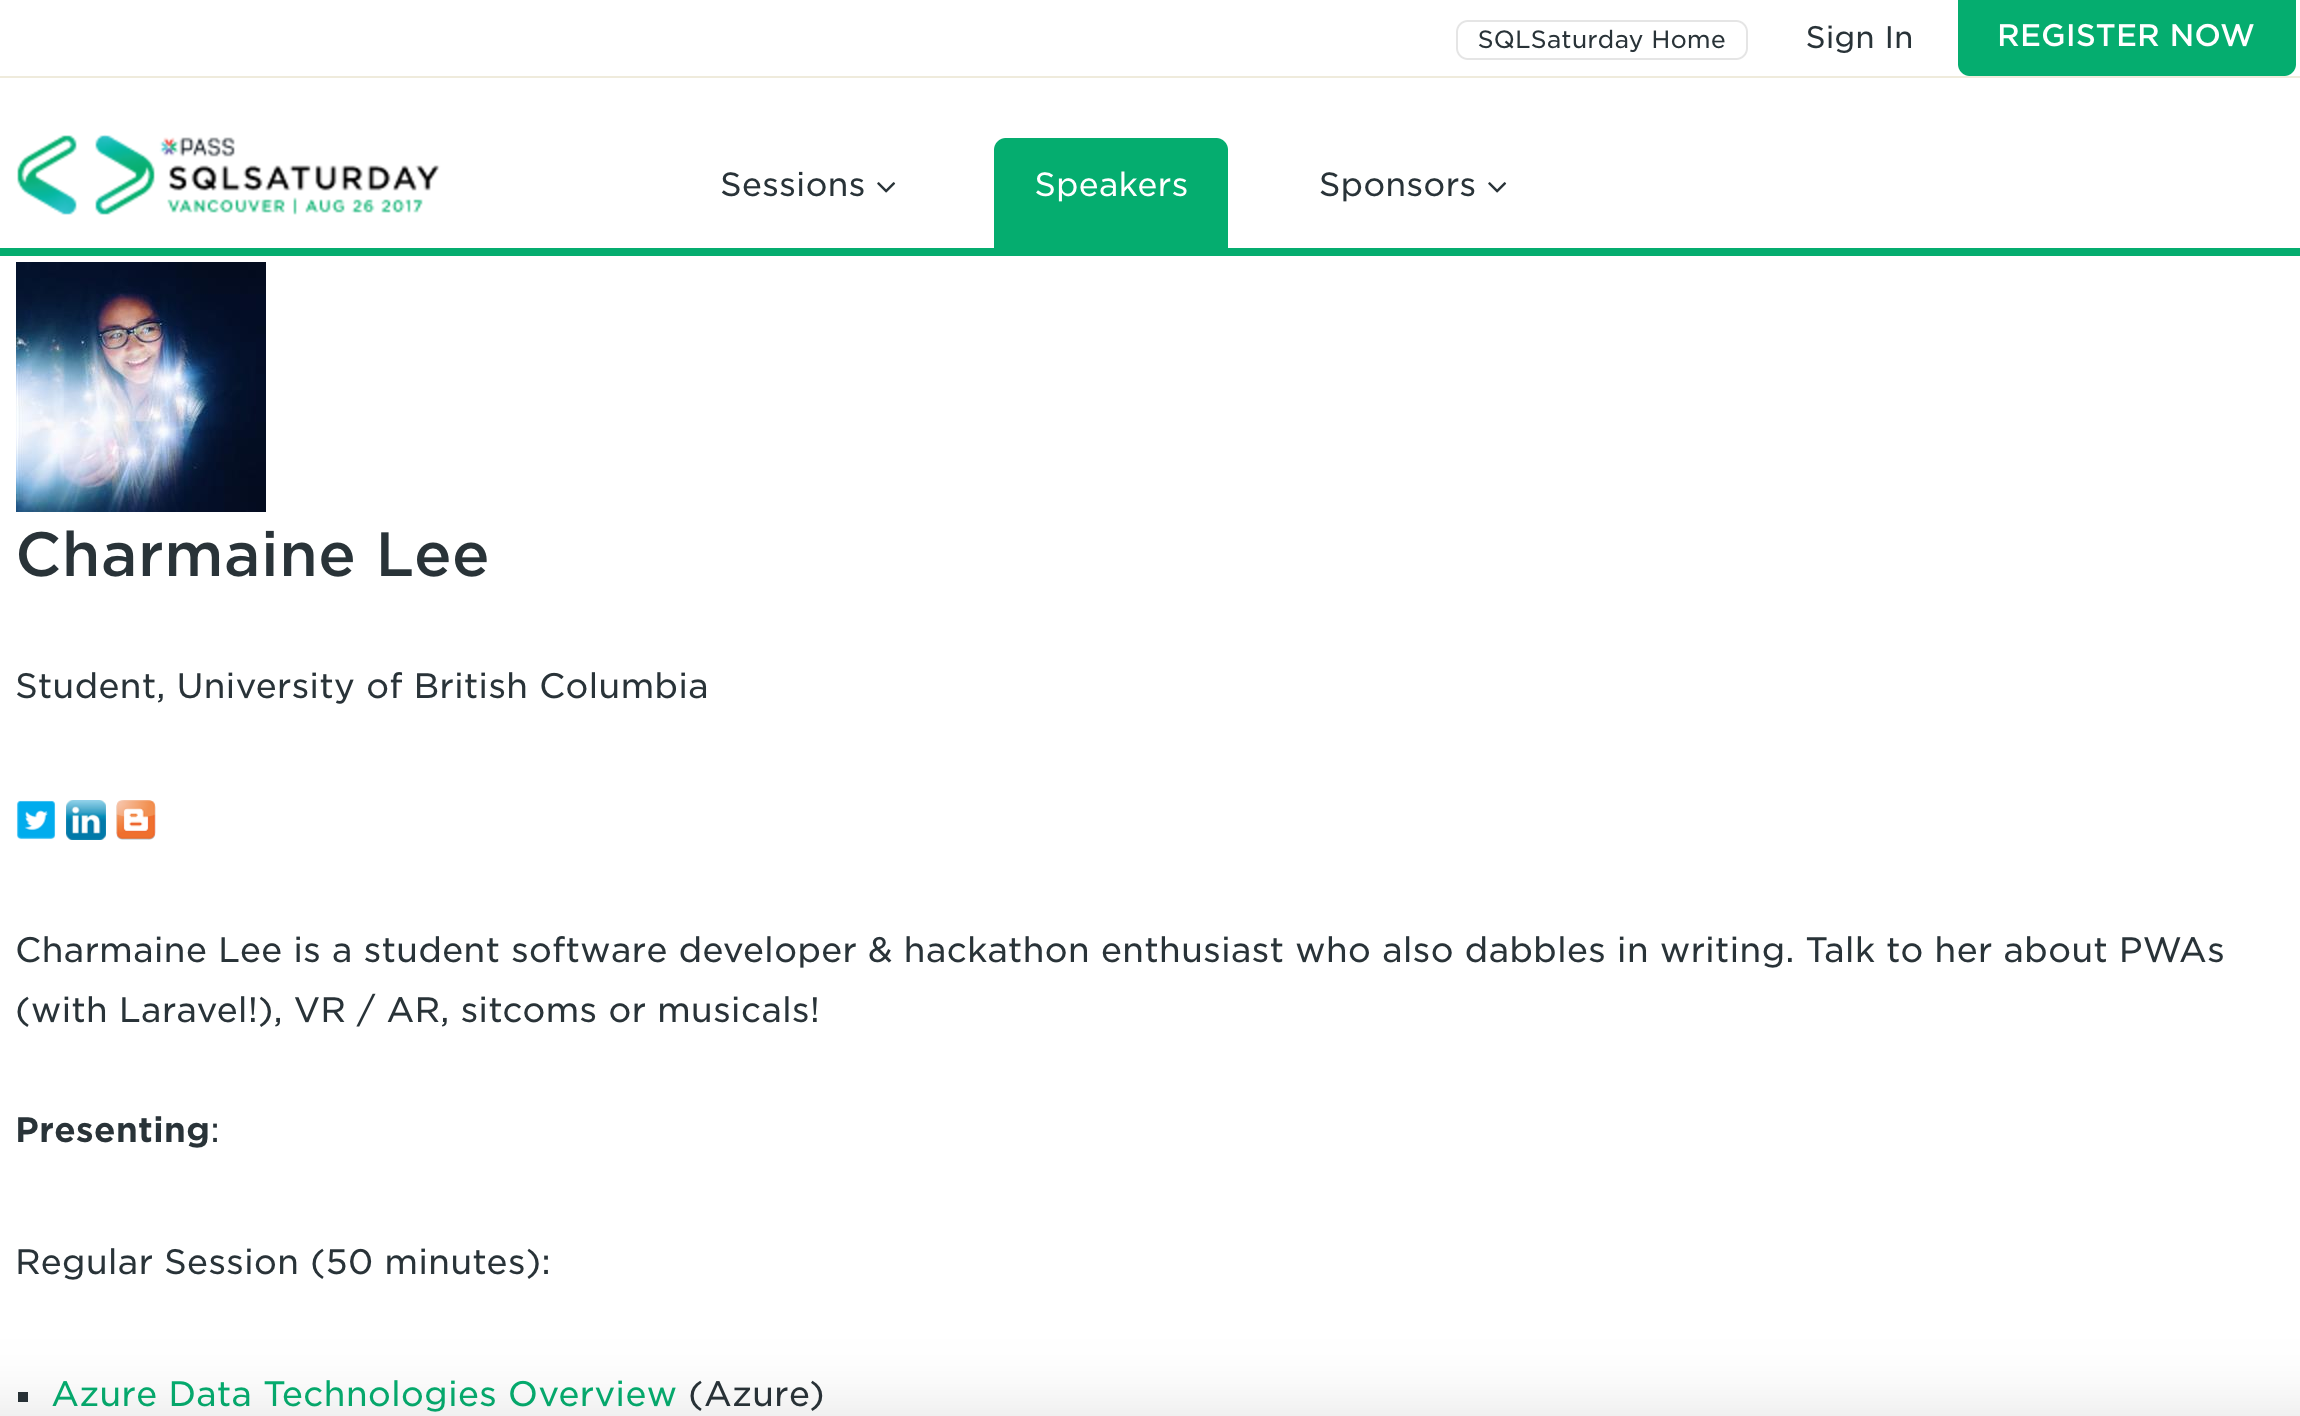 SQLSaturday Home Sign In REGISTER NOW
PASS
SQLSATURDAY
VANCOUVER | AUG 26 2017
Sessions Speakers Sponsors
Charmaine Lee
Student, University of British Columbia
in B
Charmaine Lee is a student software developer & hackathon enthusiast who also dabbles in writing. Talk to her about PWAs
(with Laravel!), VR / AR, sitcoms or musicals!
Presenting:
Regular Session (50 minutes):
▪ Azure Data Technologies Overview (Azure)